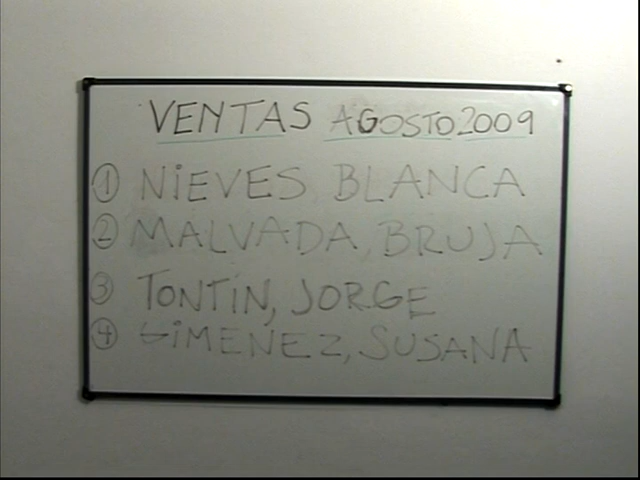 VENTAS AGOSTO 2009
1 NiEVES BLANCA
2 MALVADA, BRUJA
3 TONTiN, JORGE
4 GiMENEZ, SUSANA